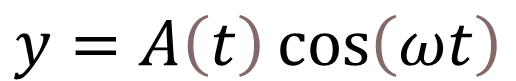 y = A(t) cos(ωt)